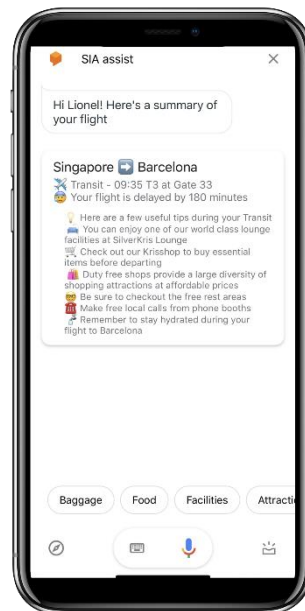 SIA assist
Hi Lionel! Here's a summary of
your flight
Singapore ➡️ Barcelona
Transit - 09:35 T3 at Gate 33
Your flight is delayed by 180 minutes
Here are a few useful tips during your Transit
You can enjoy one of our world class lounge
facilities at SilverKris Lounge
Check out our Krisshop to buy essential
items before departing
Duty free shops provide a large diversity of
shopping attractions at affordable prices
Be sure to checkout the free rest areas
Make free local calls from phone booths
Remember to stay hydrated during your
flight to Barcelona
Baggage
Food
Facilities
Attractic